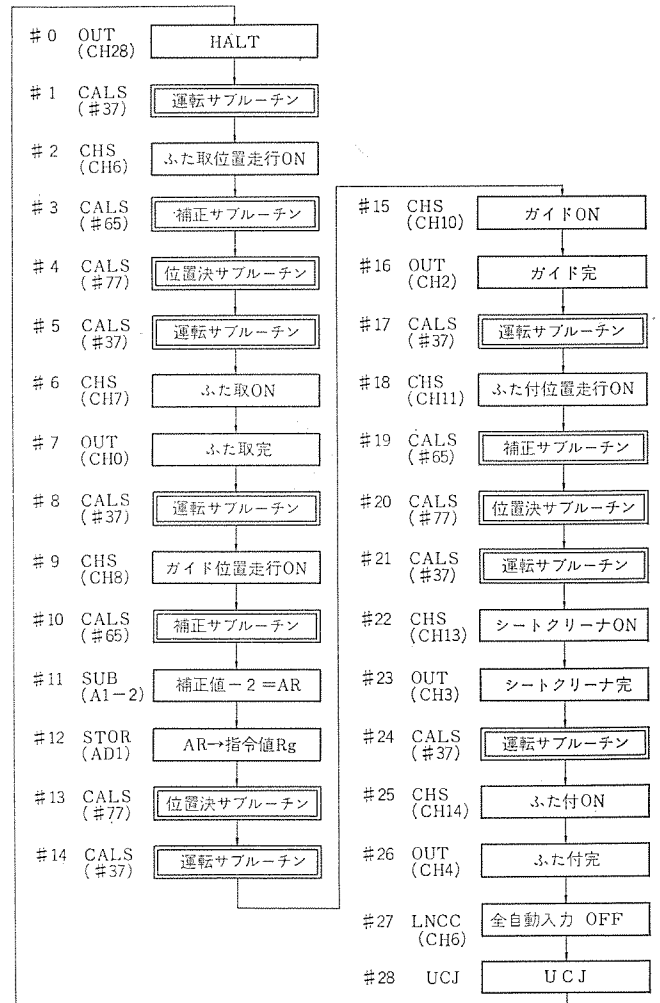 #0 OUT (CH28) HALT
#1 CALS (#37) 運転サブルーチン
#2 CHS (CH6) ふた取位置走行ON
#3 CALS (#65) 補正サブルーチン
#4 CALS (#77) 位置決サブルーチン
#5 CALS (#37) 運転サブルーチン
#6 CHS (CH7) ふた取ON
#7 OUT (CH0) ふた取完
#8 CALS (#37) 運転サブルーチン
#9 CHS (CH8) ガイド位置走行ON
#10 CALS (#65) 補正サブルーチン
#11 SUB (A1-2) 補正値-2=AR
#12 STOR (AD1) AR→指令値Rg
#13 CALS (#77) 位置決サブルーチン
#14 CALS (#37) 運転サブルーチン
#15 CHS (CH10) ガイドON
#16 OUT (CH2) ガイド完
#17 CALS (#37) 運転サブルーチン
#18 CHS (CH11) ふた付位置走行ON
#19 CALS (#65) 補正サブルーチン
#20 CALS (#77) 位置決サブルーチン
#21 CALS (#37) 運転サブルーチン
#22 CHS (CH13) シートクリーナON
#23 OUT (CH3) シートクリーナ完
#24 CALS (#37) 運転サブルーチン
#25 CHS (CH14) ふた付ON
#26 OUT (CH4) ふた付完
#27 LNCC (CH6) 全自動入力 OFF
#28 UCJ UCJ